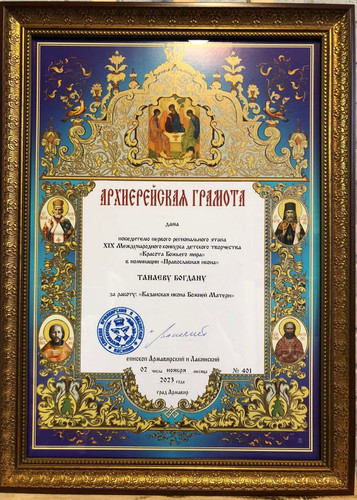 АРХИЕРЕЙСКАЯ ГРАМОТА
дана
победителю первого регионального этапа
XIX Международного конкурса детского творчества
«Красота Божьего мира»
в номинации «Православная икона»
ТАНАЕВУ БОГДАНУ
за работу: «Казанская икона Божией Матери»
епископ Армавирский и Лабинский
02 числа ноября месяца № 401
2023 года
град Армавир